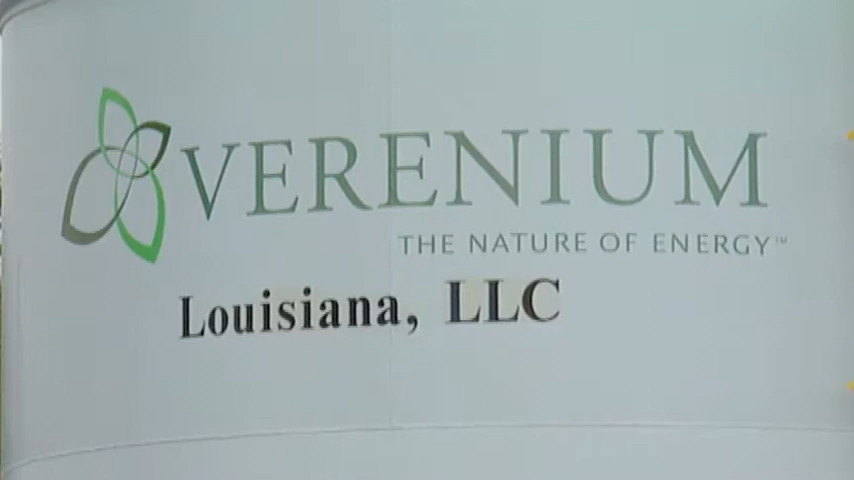 VERENIUM
THE NATURE OF ENERGY™
Louisiana, LLC